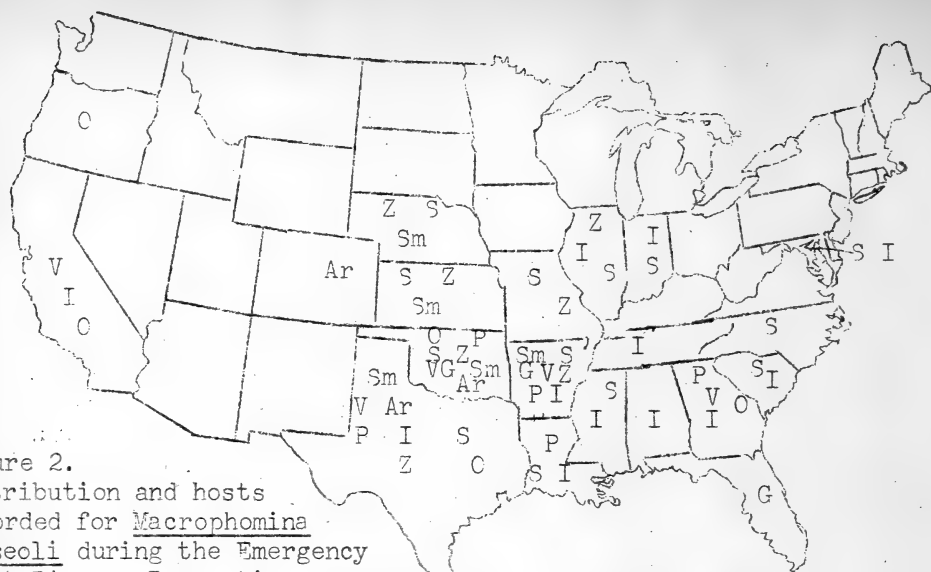 O
Z S
Sm
Z
I S
I
S
I S I
Ar
S Z
Sm
S
Z
V
I
O
O P
S Z
VG Sm
Ar
Sm S
G V Z
P I
I
S
Sm
V Ar
P I S
Z O
P
S I
S
I
I
P
V O
I
S
I
G
ure 2.
tribution and hosts
orded for Macrophomina
seoli during the Emergency